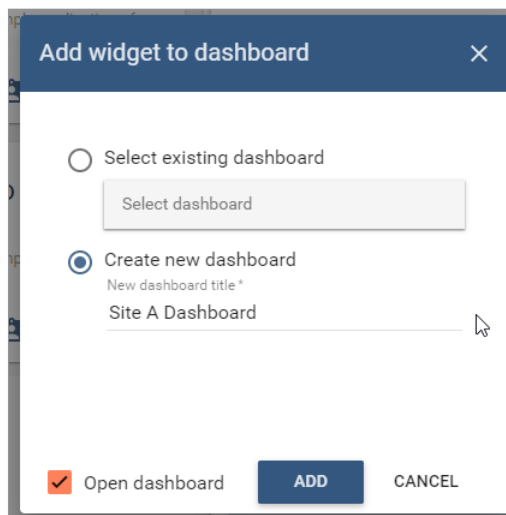 Add widget to dashboard
Select existing dashboard
Select dashboard
Create new dashboard
New dashboard title *
Site A Dashboard
Open dashboard
ADD
CANCEL